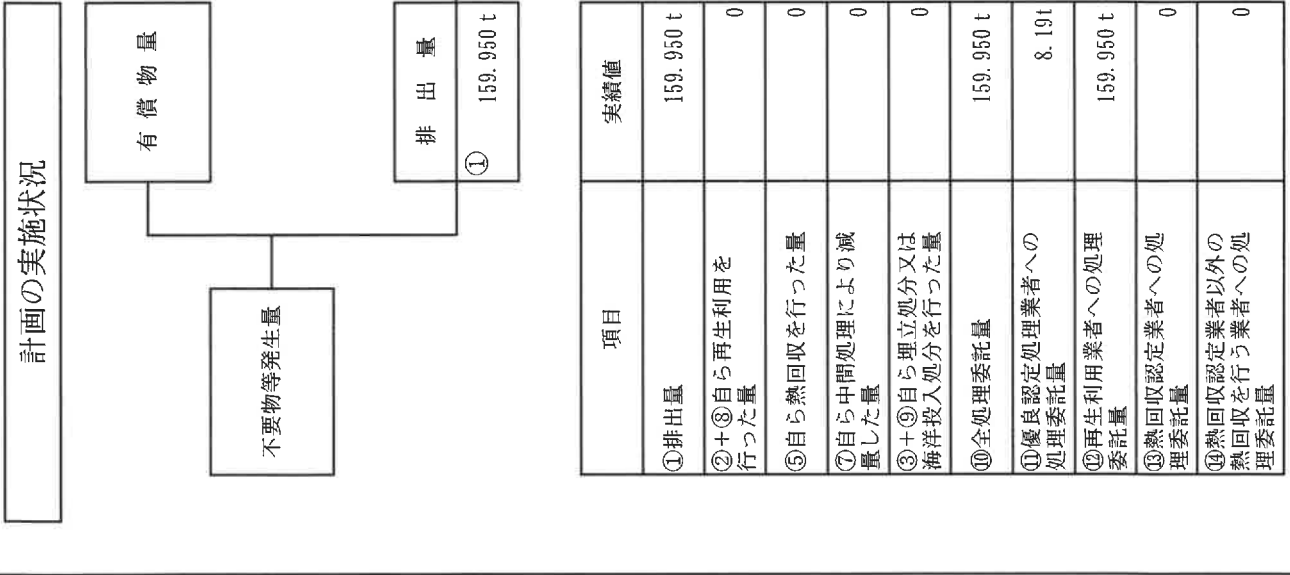 計画の実施状況
不要物等発生量
有償物量
排出量
①
159.950 t
項目
実績値
①排出量
159.950 t
②+⑧自ら再生利用を
行った量
0
⑤自ら熱回収を行った量
0
⑦自ら中間処理により減
量した量
0
③+⑨自ら埋立処分又は
海洋投入処分を行った量
0
⑩全処理委託量
159.950 t
⑪優良認定処理業者への
処理委託量
8.19t
⑫再生利用業者への処理
委託量
159.950 t
⑬熱回収認定業者への処
理委託量
0
⑭熱回収認定業者以外の
熱回収を行う業者への処
理委託量
0